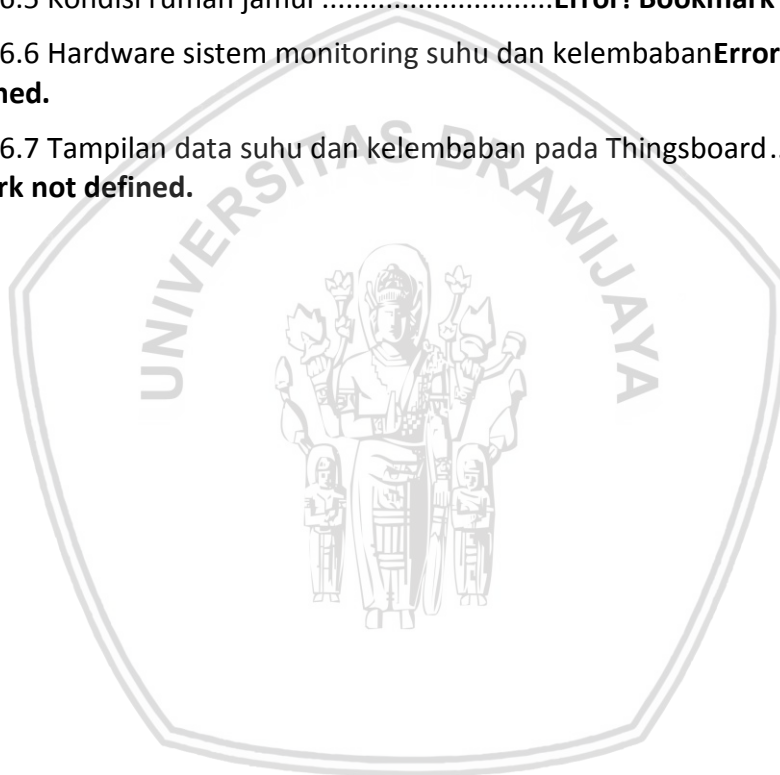 6.5 Kondisi rumah jamur ............................Error! Bookmark
6.6 Hardware sistem monitoring suhu dan kelembabanError
ned.
6.7 Tampilan data suhu dan kelembaban pada Thingsboard..
rk not defined.
UNIVERSITAS BRAWIJAYA